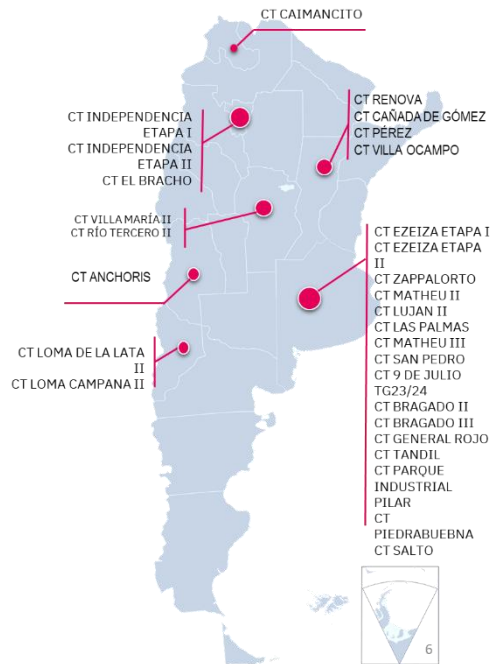 CT CAIMANCITO
CT INDEPENDENCIA
ETAPA I
CT INDEPENDENCIA
ETAPA II
CT EL BRACHO
CT RENOVA
CT CAÑADA DE GÓMEZ
CT PÉREZ
CT VILLA OCAMPO
CT VILLA MARÍA II
CT RÍO TERCERO II
CT ANCHORIS
CT LOMA DE LA LATA
II
CT LOMA CAMPANA II
CT EZEIZA ETAPA I
CT EZEIZA ETAPA
II
CT ZAPPALORTO
CT MATHEU II
CT LUJAN II
CT LAS PALMAS
CT MATHEU III
CT SAN PEDRO
CT 9 DE JULIO
TG23/24
CT BRAGADO II
CT BRAGADO III
CT GENERAL ROJO
CT TANDIL
CT PARQUE
INDUSTRIAL
PILAR
CT
PIEDRABUEBNA
CT SALTO
6